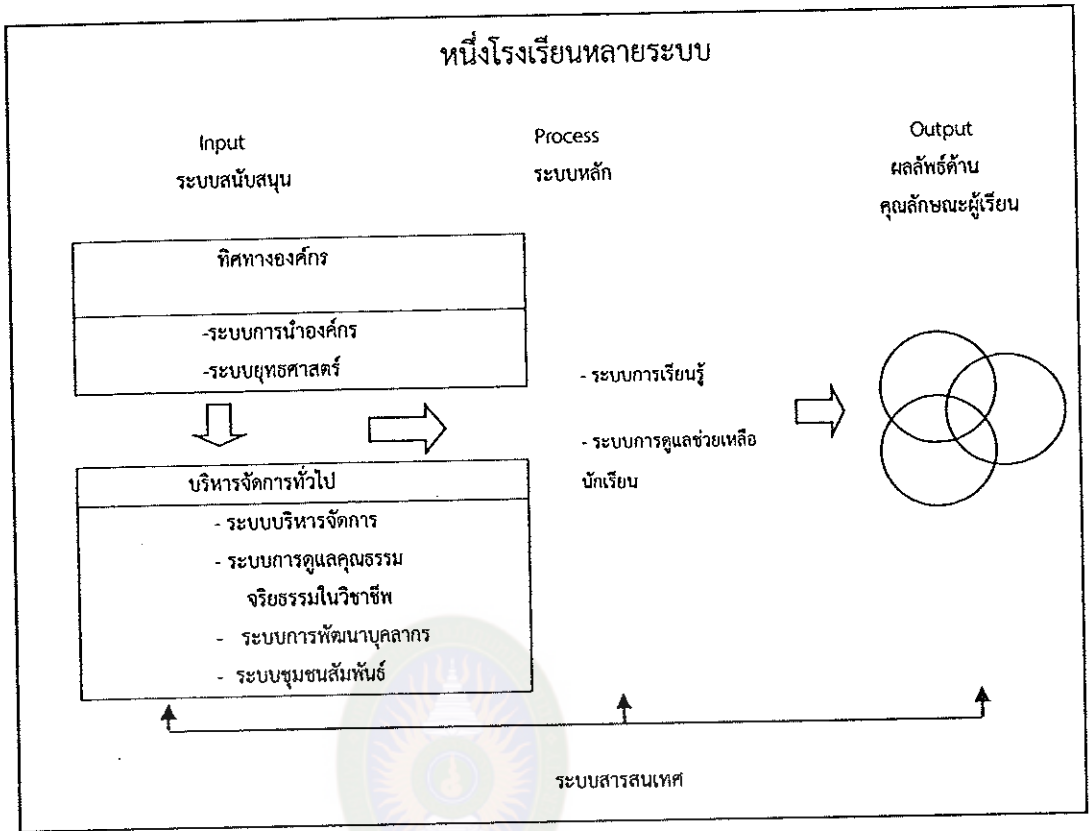 หนึ่งโรงเรียนหลายระบบ
Input
ระบบสนับสนุน
Process
ระบบหลัก
Output
ผลลัพธ์ด้าน
คุณลักษณะผู้เรียน
ทิศทางองค์กร
-ระบบการนำองค์กร
-ระบบยุทธศาสตร์
บริหารจัดการทั่วไป
- ระบบบริหารจัดการ
- ระบบการดูแลคุณธรรม
จริยธรรมในวิชาชีพ
- ระบบการพัฒนาบุคลากร
- ระบบชุมชนสัมพันธ์
- ระบบการเรียนรู้
- ระบบการดูแลช่วยเหลือ
นักเรียน
ระบบสารสนเทศ